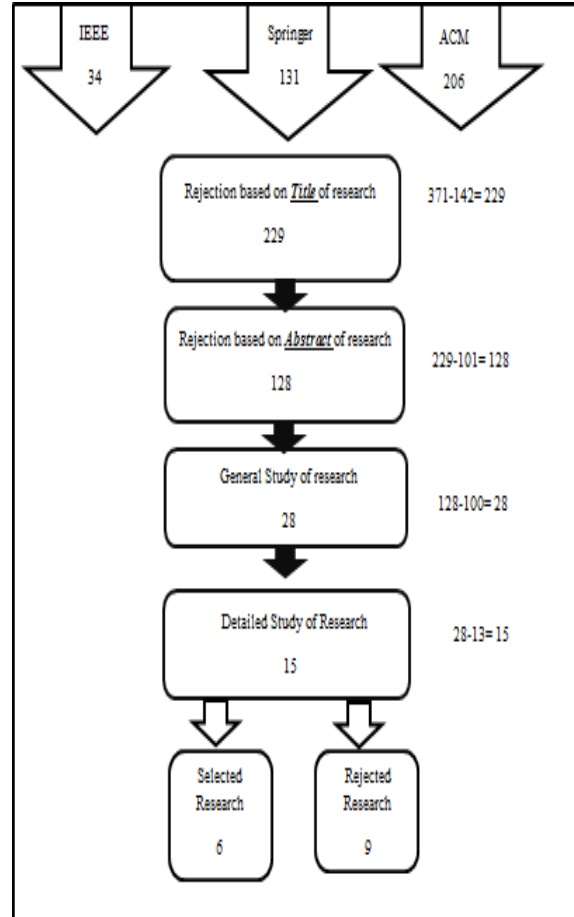 IEEE
34
Springer
131
ACM
206
Rejection based on Title of research
229
371-142= 229
Rejection based on Abstract of research
128
229-101= 128
General Study of research
28
128-100= 28
Detailed Study of Research
15
28-13= 15
Selected
Research
6
Rejected
Research
9